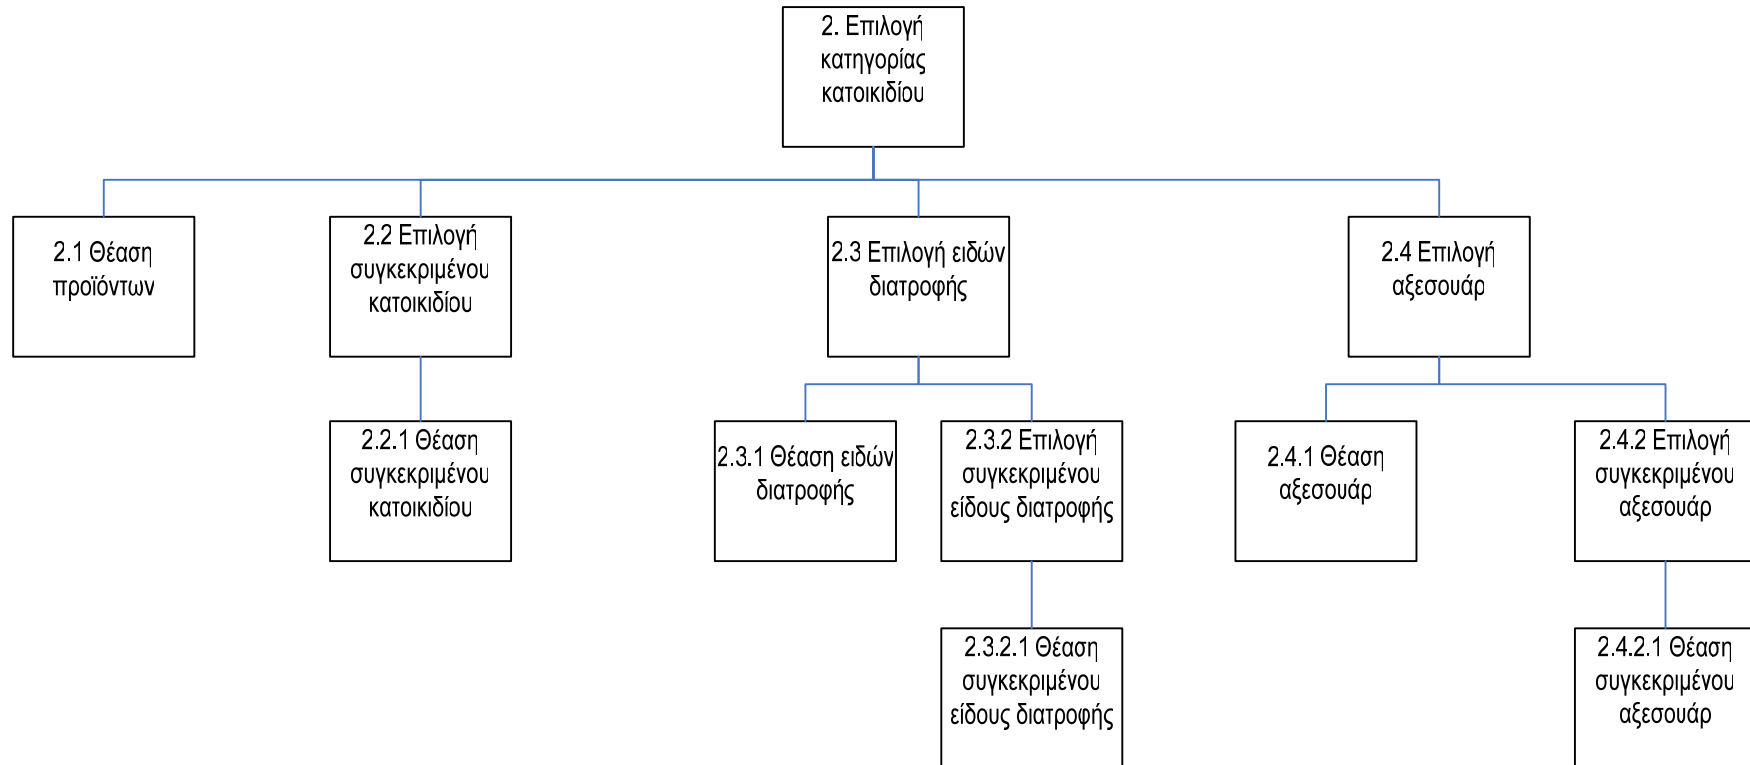 2. Επιλογή
κατηγορίας
κατοικιδίου
2.1 Θέαση
προϊόντων
2.2 Επιλογή
συγκεκριμένου
κατοικιδίου
2.3 Επιλογή ειδών
διατροφής
2.4 Επιλογή
αξεσουάρ
2.2.1 Θέαση
συγκεκριμένου
κατοικιδίου
2.3.1 Θέαση ειδών
διατροφής
2.3.2 Επιλογή
συγκεκριμένου
είδους διατροφής
2.4.1 Θέαση
αξεσουάρ
2.4.2 Επιλογή
συγκεκριμένου
αξεσουάρ
2.3.2.1 Θέαση
συγκεκριμένου
είδους διατροφής
2.4.2.1 Θέαση
συγκεκριμένου
αξεσουάρ